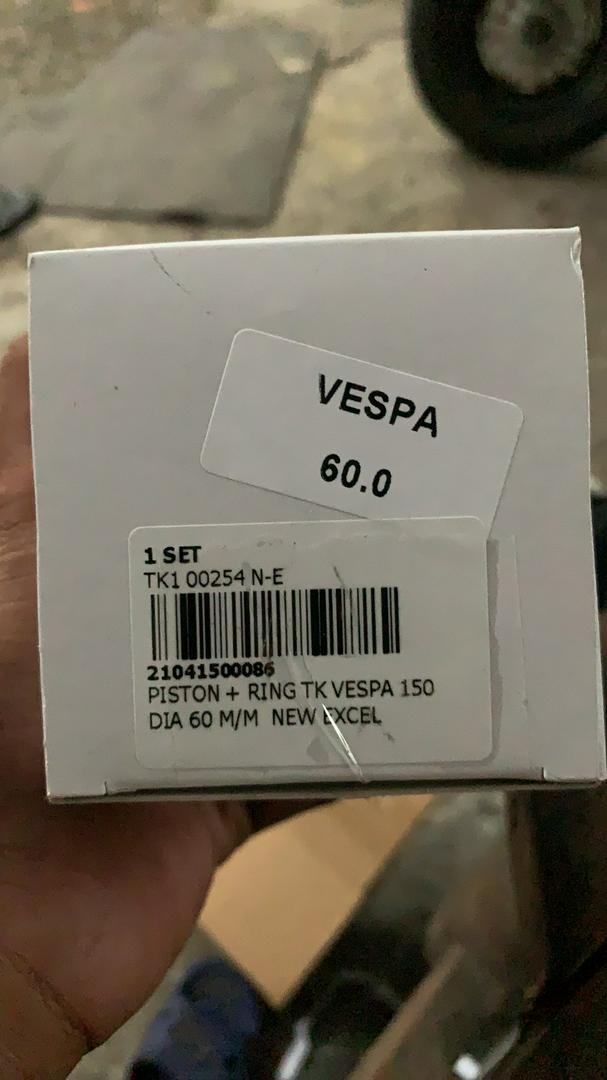 VESPA
60.0
1 SET
TK1 00254 N-E
21041500086
PISTON + RING TK VESPA 150
DIA 60 M/M NEW EXCEL